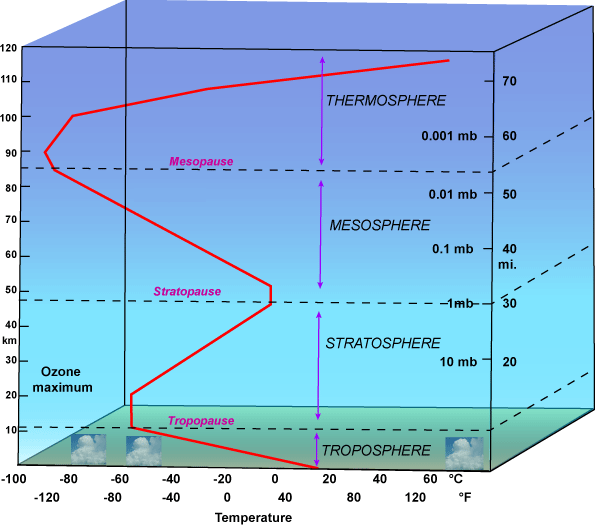 120
110
100
90
80
70
60
50
40
km
30
20
10
70
60
50
40
mi.
30
20
THERMOSPHERE
0.001 mb
Mesopause
0.01 mb
MESOSPHERE
0.1 mb
Stratopause
1mb
STRATOSPHERE
10 mb
Ozone
maximum
Tropopause
TROPOSPHERE
-100 -80 -60 -40 -20 0 20 40 60 °C
-120 -80 -40 0 40 80 120 °F
Temperature